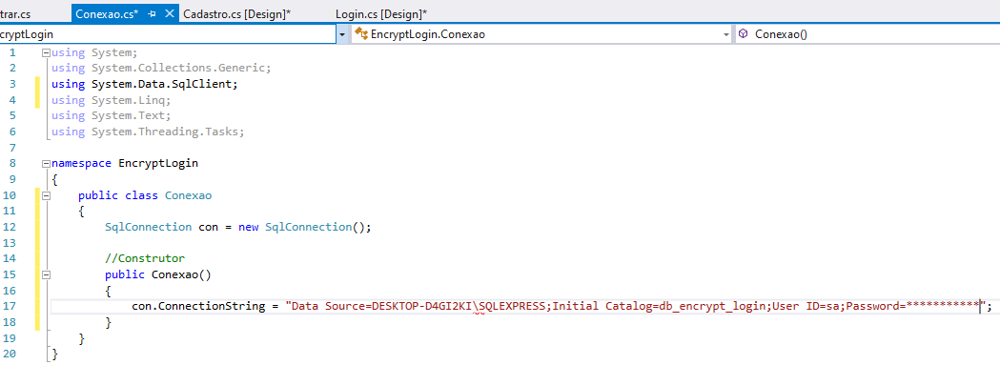 trar.cs Conexao.cs* Cadastro.cs [Design]* Login.cs [Design]*
cryptLogin EncryptLogin.Conexao Conexao()
1 using System;
2 using System.Collections.Generic;
3 using System.Data.SqlClient;
4 using System.Linq;
5 using System.Text;
6 using System.Threading.Tasks;
7
8 namespace EncryptLogin
9 {
10 public class Conexao
11 {
12 SqlConnection con = new SqlConnection();
13
14 //Construtor
15 public Conexao()
16 {
17 con.ConnectionString = "Data Source=DESKTOP-D4GI2KI\SQLEXPRESS;Initial Catalog=db_encrypt_login;User ID=sa;Password=***********";
18 }
19 }
20 }